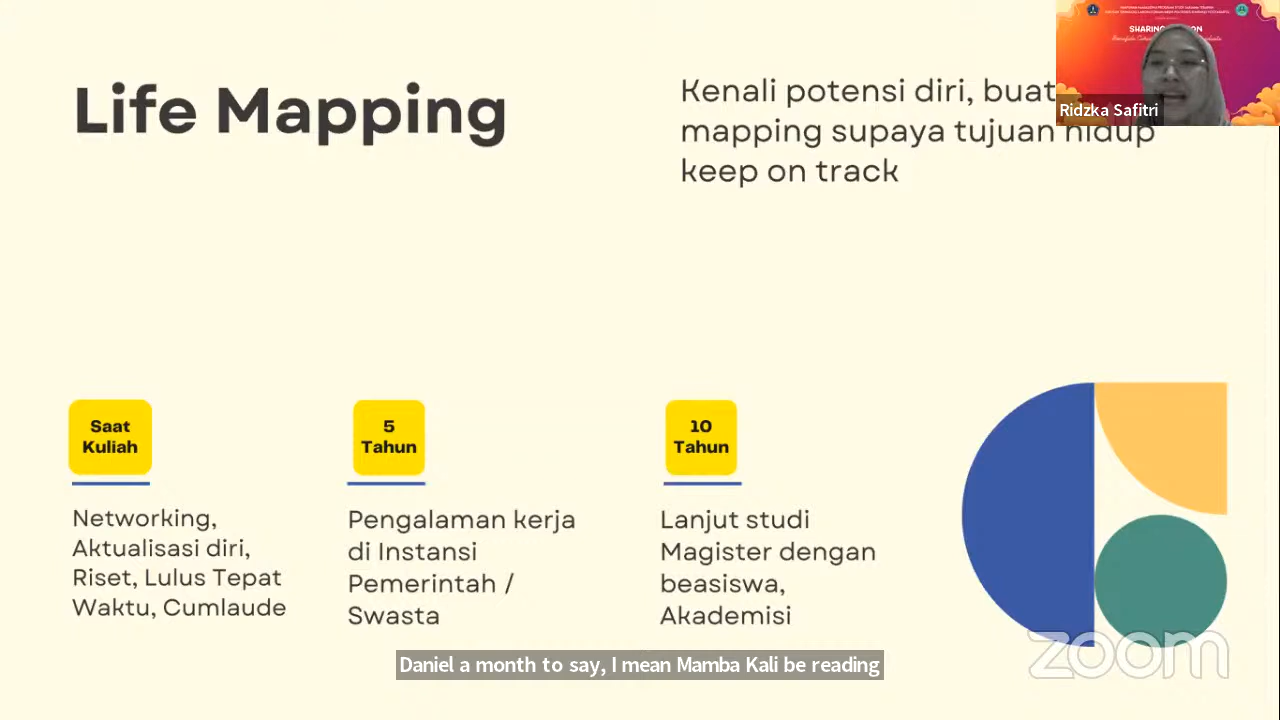 Life Mapping
Kenali potensi diri, buat
mapping supaya tujuan hidup
keep on track
SHARING
Ridzka Safitri
Saat
Kuliah
Networking,
Aktualisasi diri,
Riset, Lulus Tepat
Waktu, Cumlaude
5
Tahun
Pengalaman kerja
di Instansi
Pemerintah /
Swasta
10
Tahun
Lanjut studi
Magister dengan
beasiswa,
Akademisi
Daniel a month to say, I mean Mamba Kali be reading
zoom